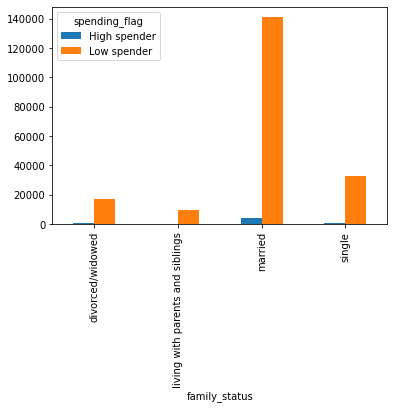 spending_flag
High spender
Low spender
140000
120000
100000
80000
60000
40000
20000
0
divorced/widowed
living with parents and siblings
married
single
family_status